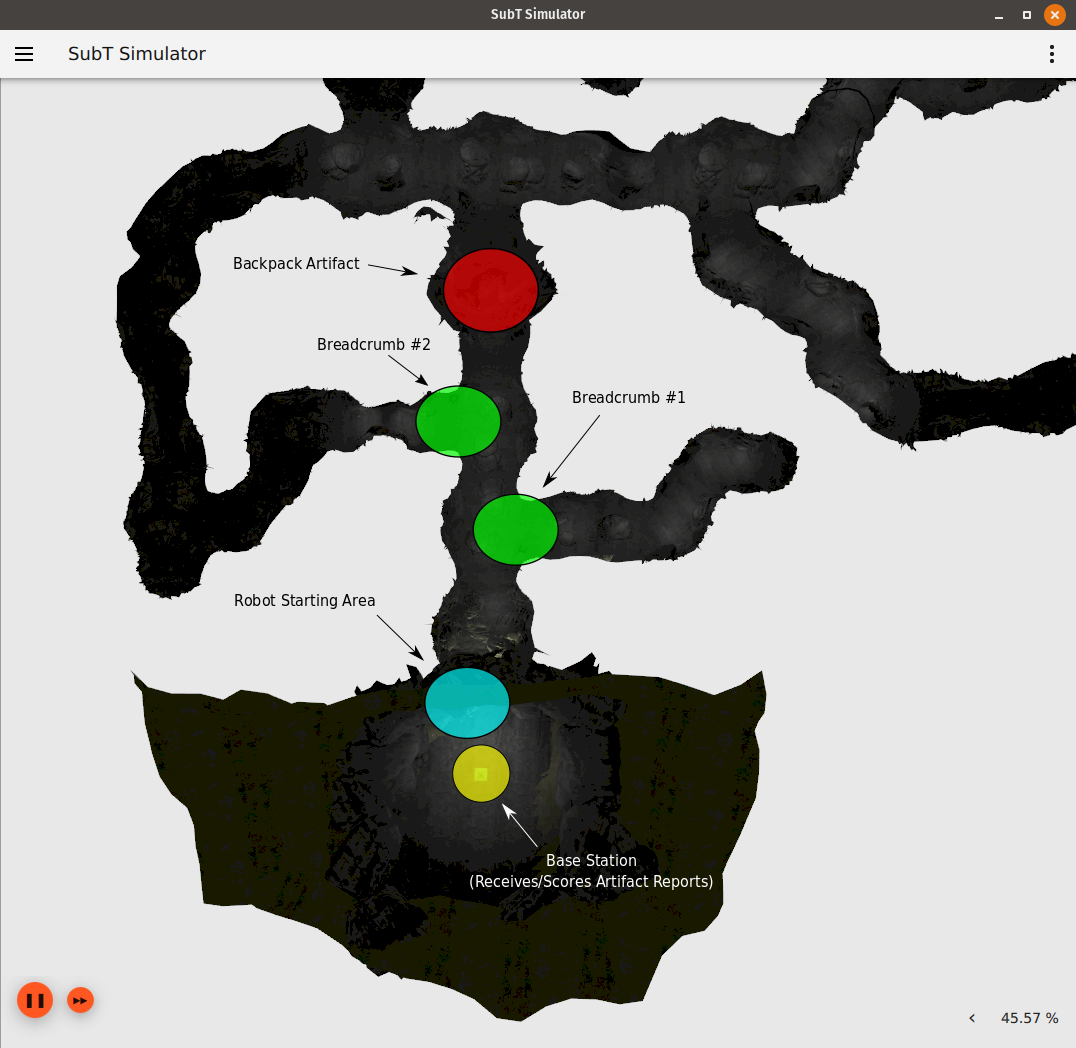 SubT Simulator
SubT Simulator
Backpack Artifact
Breadcrumb #2
Breadcrumb #1
Robot Starting Area
Base Station
(Receives/Scores Artifact Reports)
45.57 %